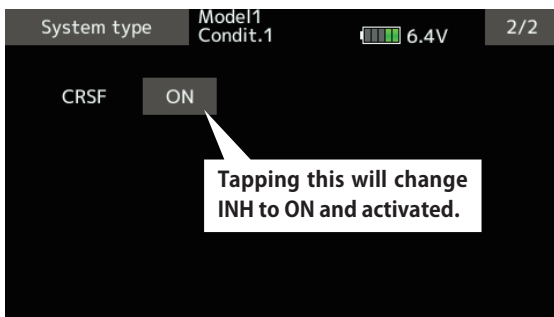 System type
Model1
Condit.1
6.4V
2/2
CRSF
ON
Tapping this will change
INH to ON and activated.